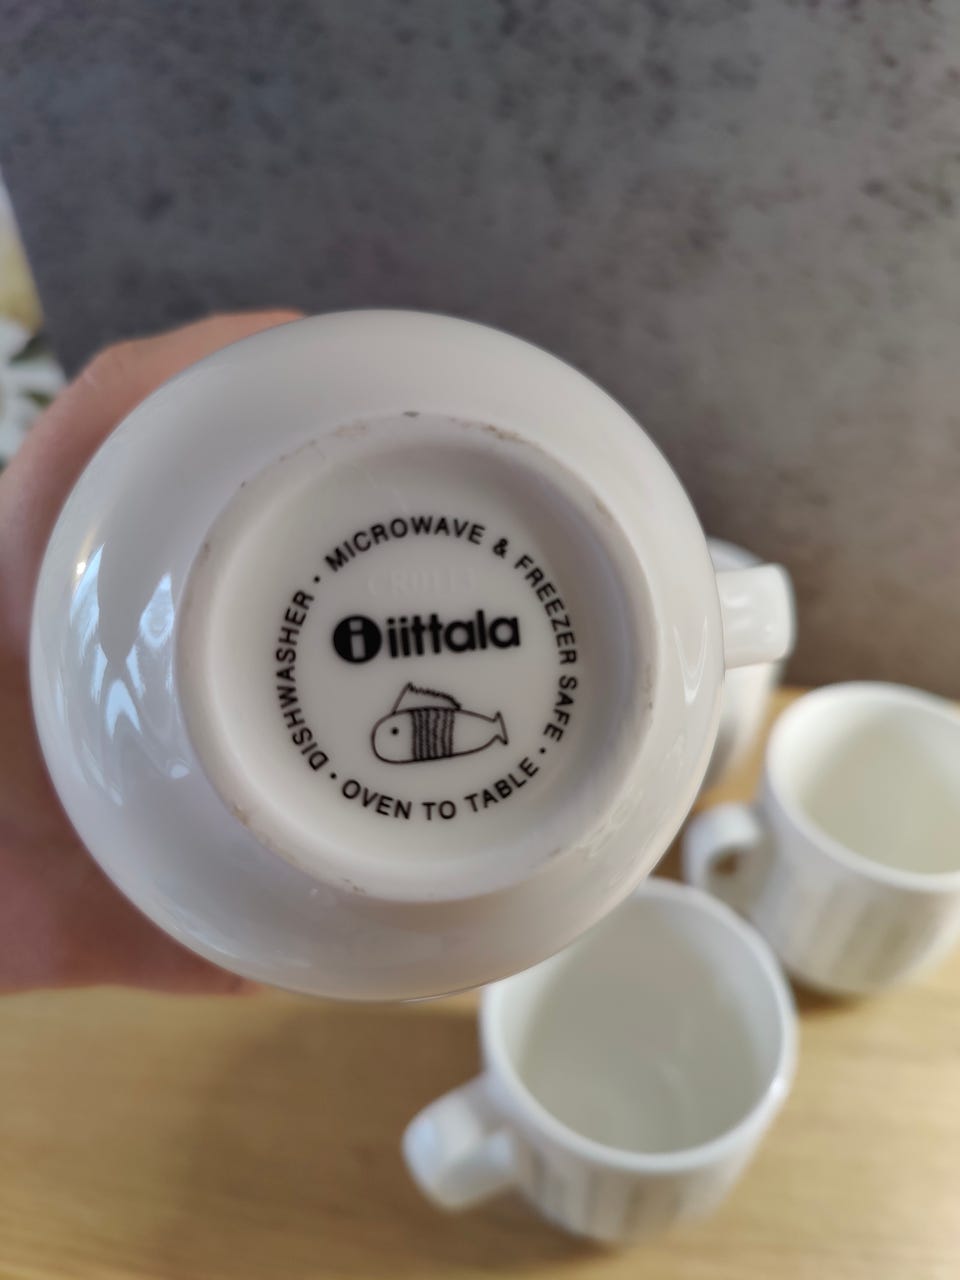 DISHWASHER • MICROWAVE & FREEZER SAFE • OVEN TO TABLE •
i iittala